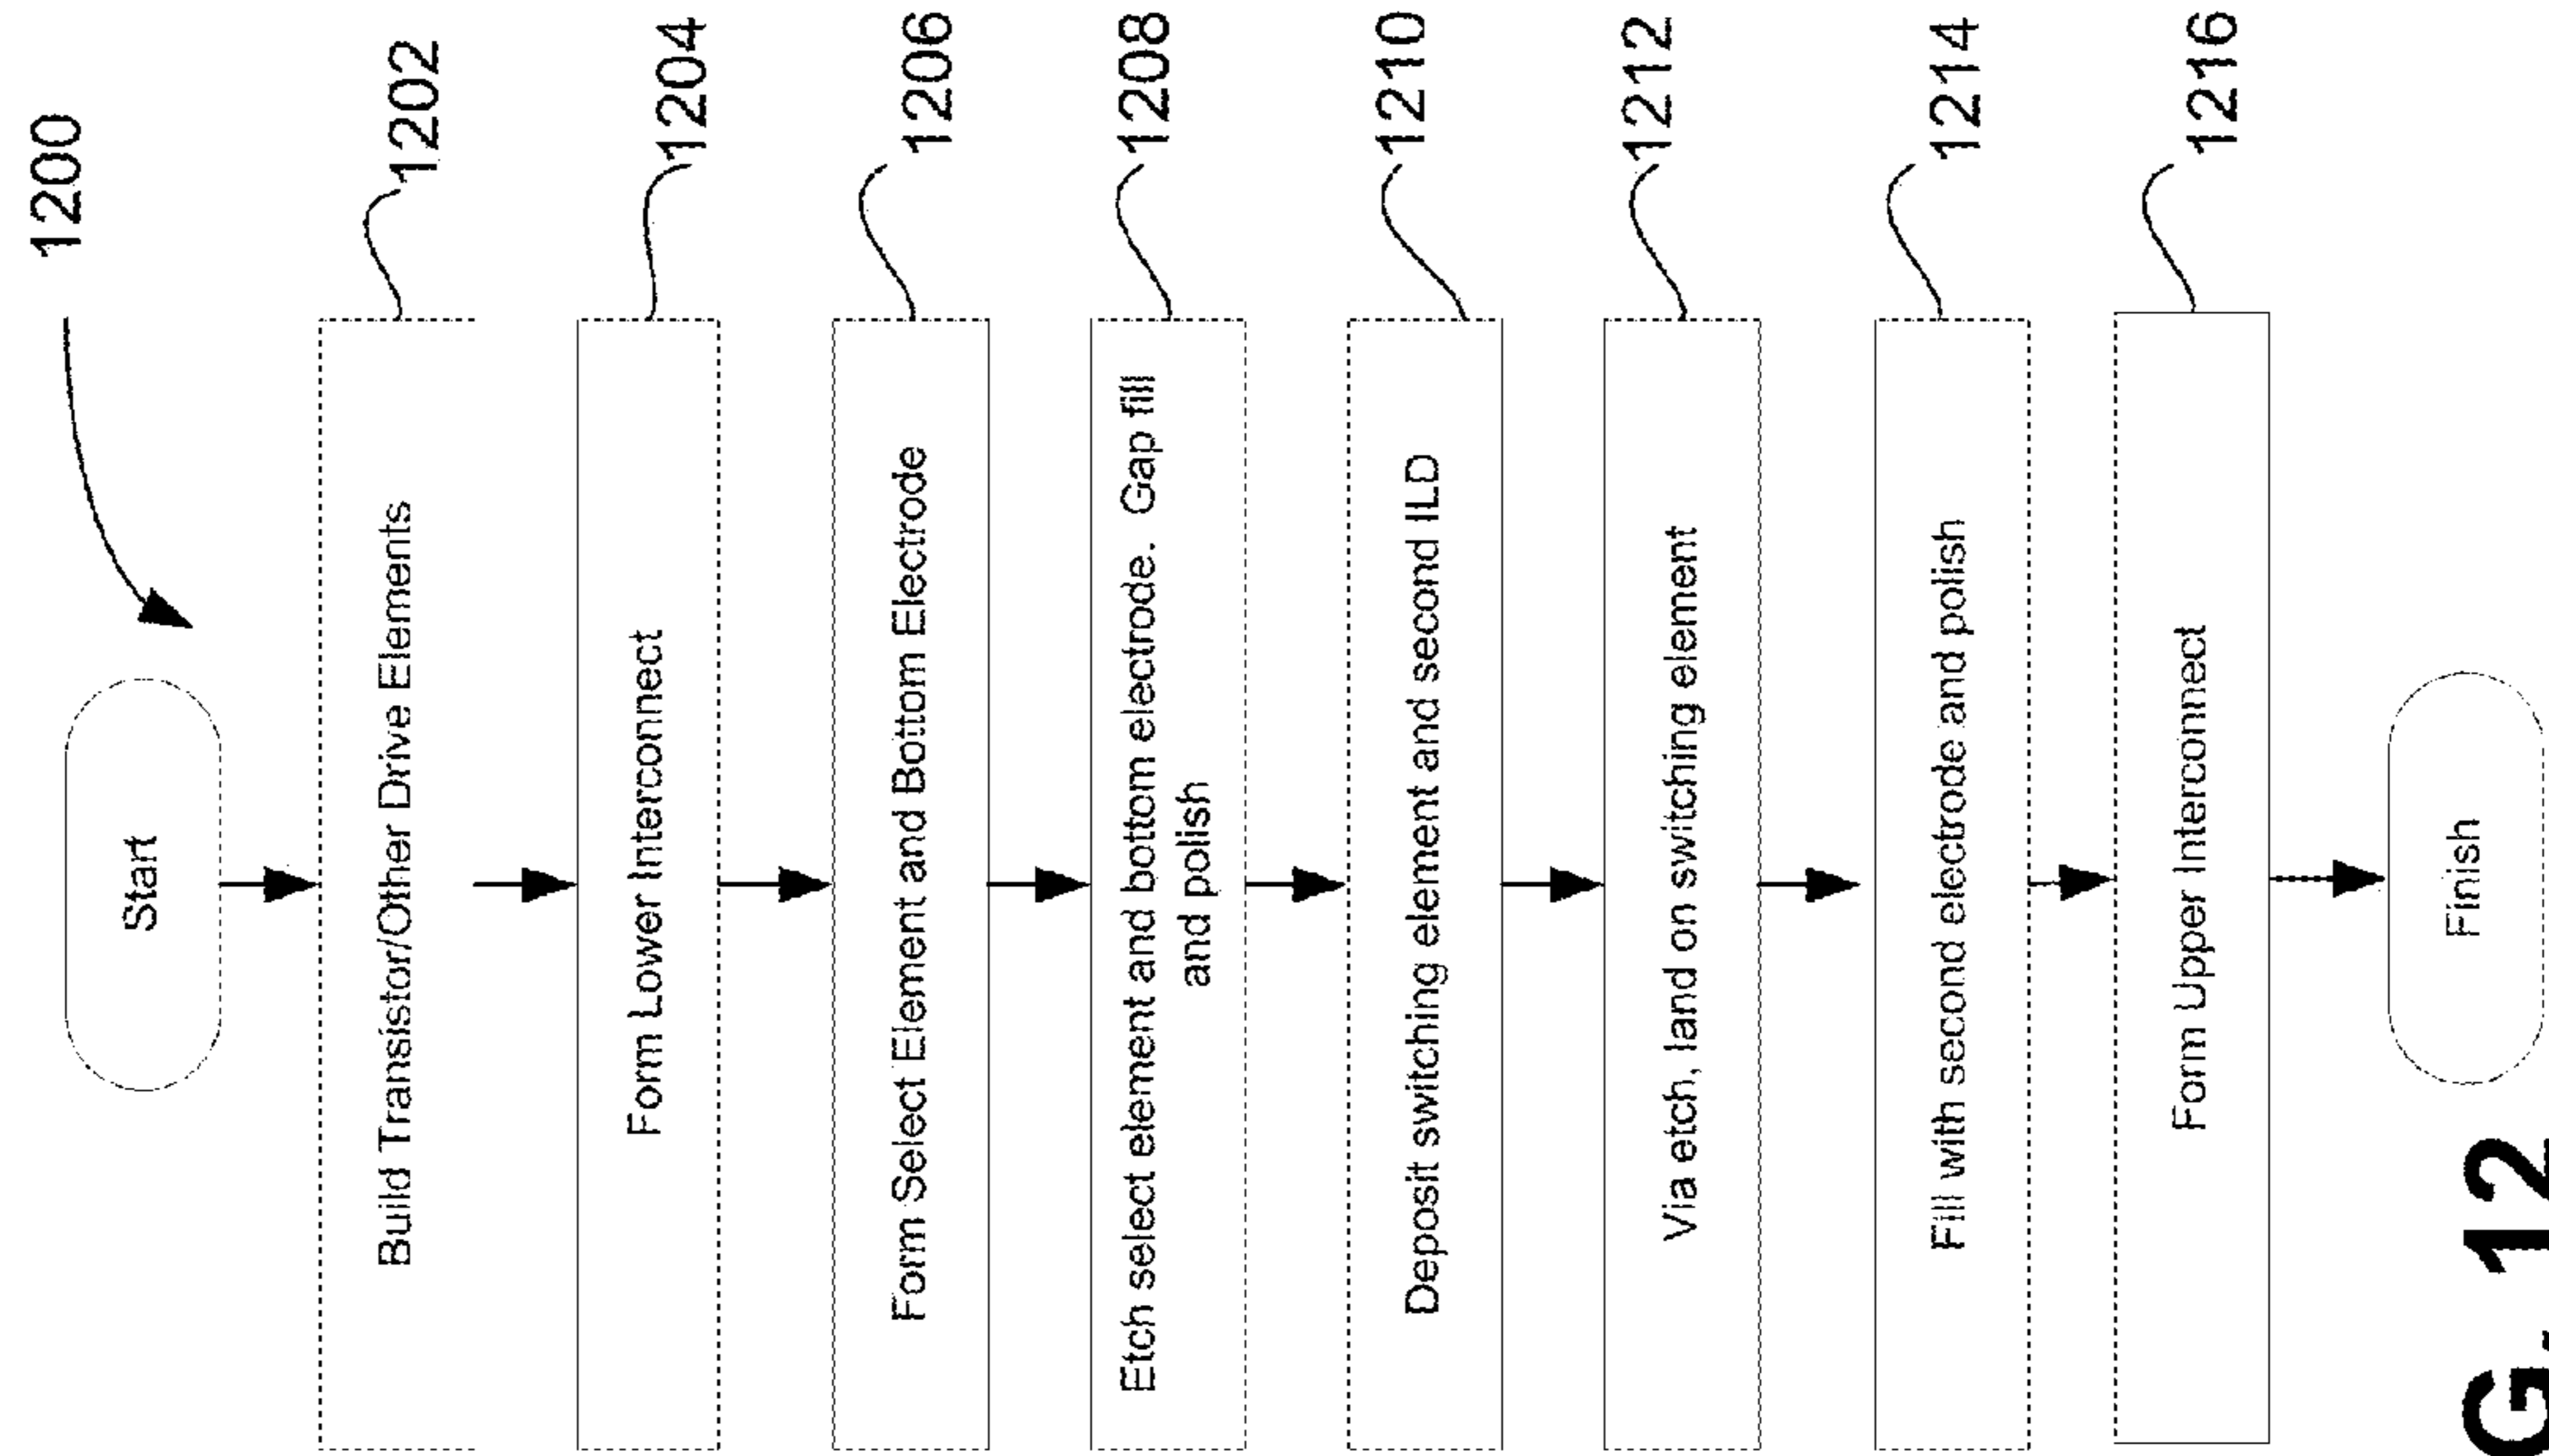 1200
Start
Build Transistor/Other Drive Elements
1202
Form Lower Interconnect
1204
Form Select Element and Bottom Electrode
1206
Etch select element and bottom electrode. Gap fill
and polish
1208
Deposit switching element and second ILD
1210
Via etch, land on switching element
1212
Fill with second electrode and polish
1214
Form Upper Interconnect
1216
Finish
G. 12